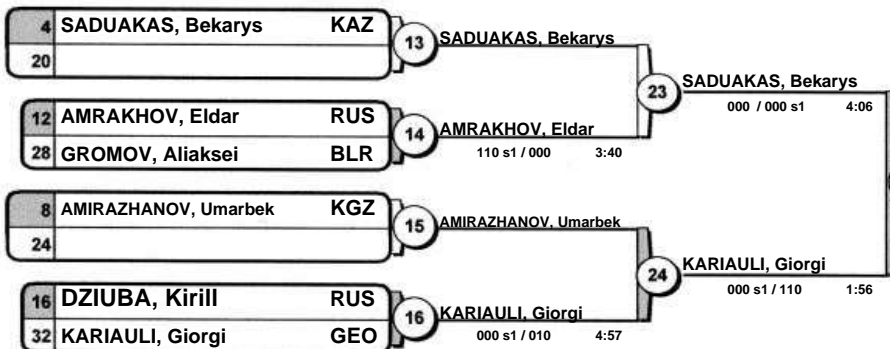 4 SADUAKAS, Bekarys KAZ
20
13 SADUAKAS, Bekarys
12 AMRAKHOV, Eldar RUS
28 GROMOV, Aliaksei BLR
14 AMRAKHOV, Eldar
110 s1 / 000 3:40
23 SADUAKAS, Bekarys
000 / 000 s1 4:06
8 AMIRAZHANOV, Umarbek KGZ
24
15 AMIRAZHANOV, Umarbek
16 DZIUBA, Kirill RUS
32 KARIAULI, Giorgi GEO
16 KARIAULI, Giorgi
000 s1 / 010 4:57
24 KARIAULI, Giorgi
000 s1 / 110 1:56